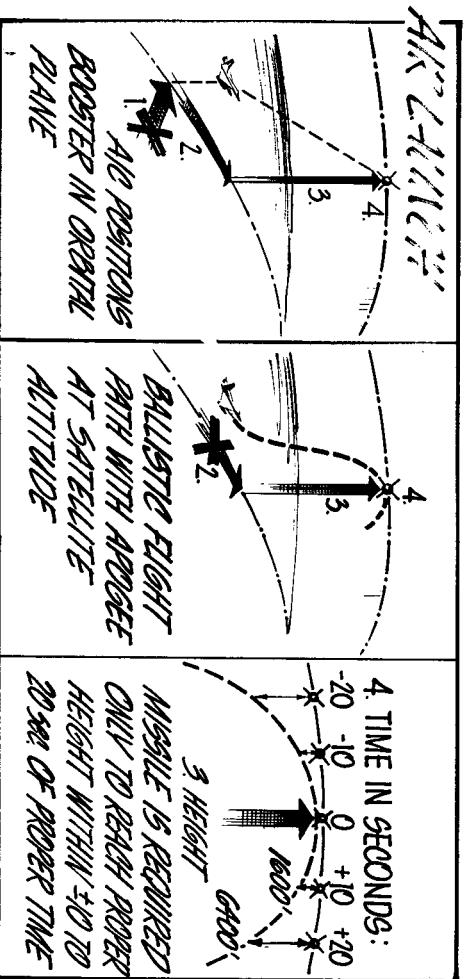 AIR LAUNCH:
1.
2.
3.
4.
A/C POSITIONS
BOOSTER IN ORBITAL
PLANE
2.
3.
4.
BALLISTIC FLIGHT
PATH WITH APOGEE
AT SATELLITE
ALTITUDE
4. TIME IN SECONDS:
-20 -10 0 +10 +20
1600'
6400'
3. HEIGHT
MISSILE IS REQUIRED
ONLY TO REACH PROPER
HEIGHT WITHIN ±10 TO
20 SEC. OF PROPER TIME